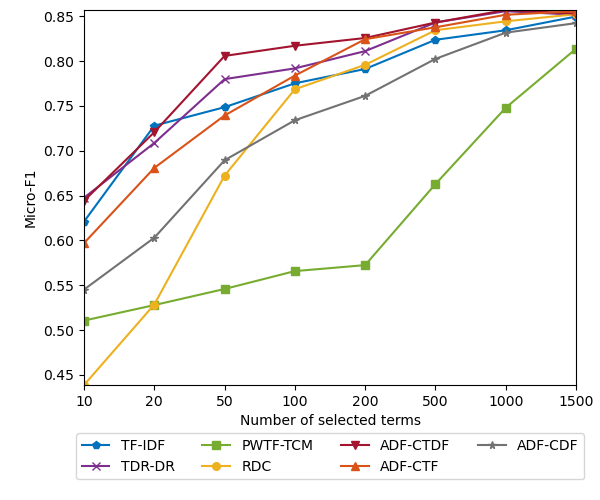 0.85
0.80
0.75
0.70
0.65
0.60
0.55
0.50
0.45
Micro-F1
10 20 50 100 200 500 1000 1500
Number of selected terms
TF-IDF PWTF-TCM ADF-CTDF ADF-CDF
TDR-DR RDC ADF-CTF